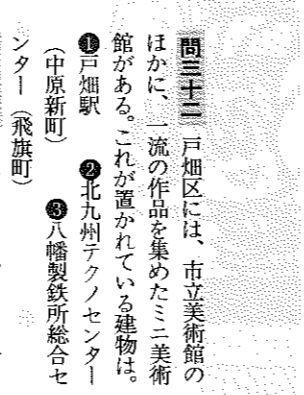 問三十二 戸畑区には、市立美術館の
ほかに、一流の作品を集めたミニ美術
館がある。これが置かれている建物は。
❶戸畑駅 ❷北九州テクノセンター
(中原新町) ❸八幡製鉄所総合セ
ンター (飛旗町)